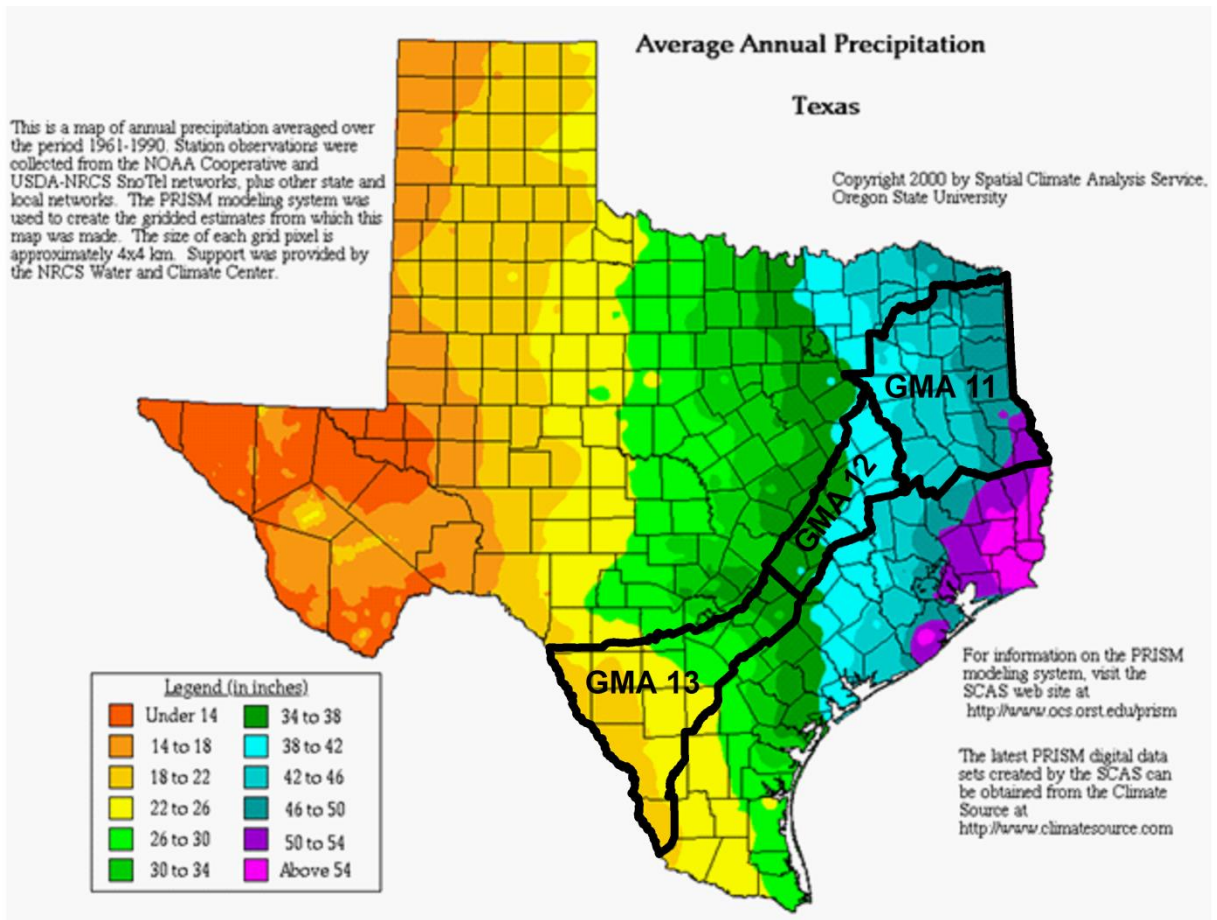 Average Annual Precipitation
Texas
This is a map of annual precipitation averaged over
the period 1961-1990. Station observations were
collected from the NOAA Cooperative and
USDA-NRCS SnoTel networks, plus other state and
local networks. The PRISM modeling system was
used to create the gridded estimates from which this
map was made. The size of each grid pixel is
approximately 4x4 km. Support was provided by
the NRCS Water and Climate Center.
Copyright 2000 by Spatial Climate Analysis Service,
Oregon State University
GMA 11
GMA 12
GMA 13
Legend (in inches)
Under 14
14 to 18
18 to 22
22 to 26
26 to 30
30 to 34
34 to 38
38 to 42
42 to 46
46 to 50
50 to 54
Above 54
For information on the PRISM
modeling system, visit the
SCAS web site at
http://www.ocs.orst.edu/prism
The latest PRISM digital data
sets created by the SCAS can
be obtained from the Climate
Source at
http://www.climatesource.com